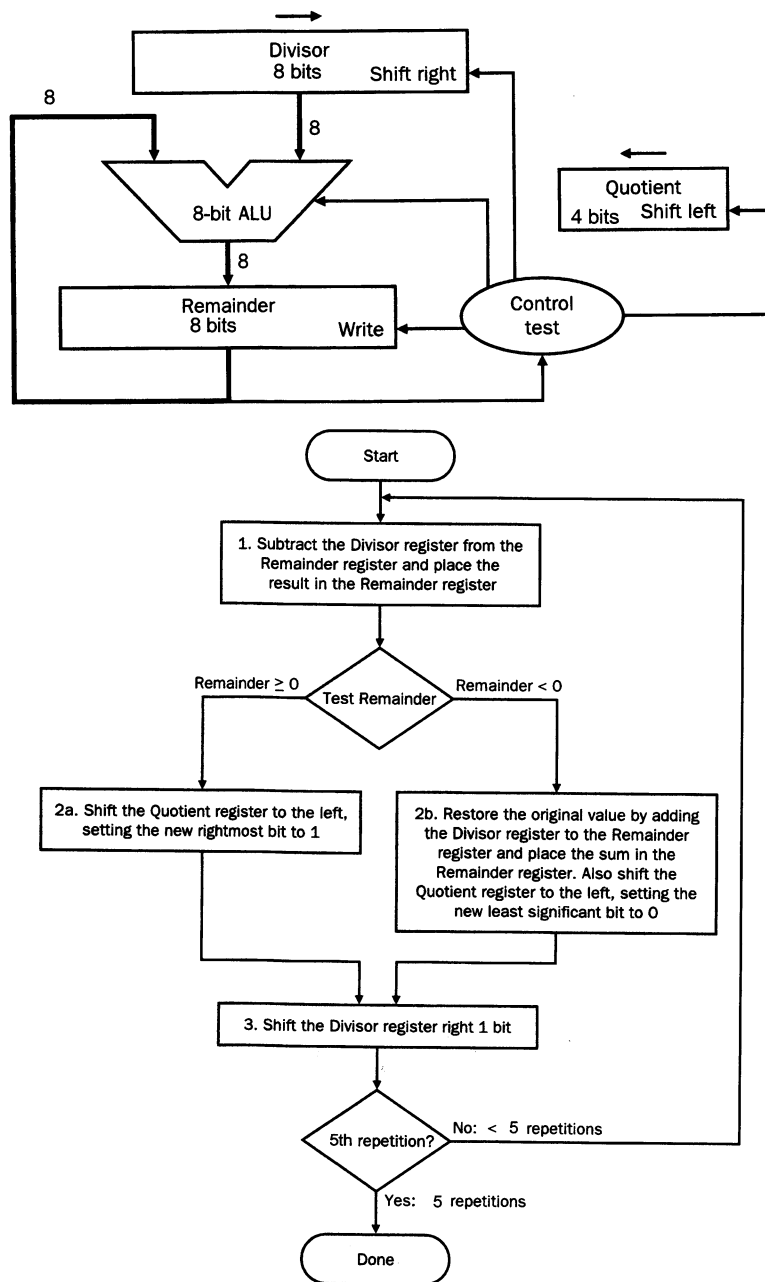 Divisor
8 bits
Shift right
8
8
8-bit ALU
Quotient
4 bits
Shift left
8
Remainder
8 bits
Write
Control
test
Start
1. Subtract the Divisor register from the
Remainder register and place the
result in the Remainder register
Remainder ≥ 0
Test Remainder
Remainder < 0
2a. Shift the Quotient register to the left,
setting the new rightmost bit to 1
2b. Restore the original value by adding
the Divisor register to the Remainder
register and place the sum in the
Remainder register. Also shift the
Quotient register to the left, setting the
new least significant bit to 0
3. Shift the Divisor register right 1 bit
5th repetition?
No: < 5 repetitions
Yes: 5 repetitions
Done